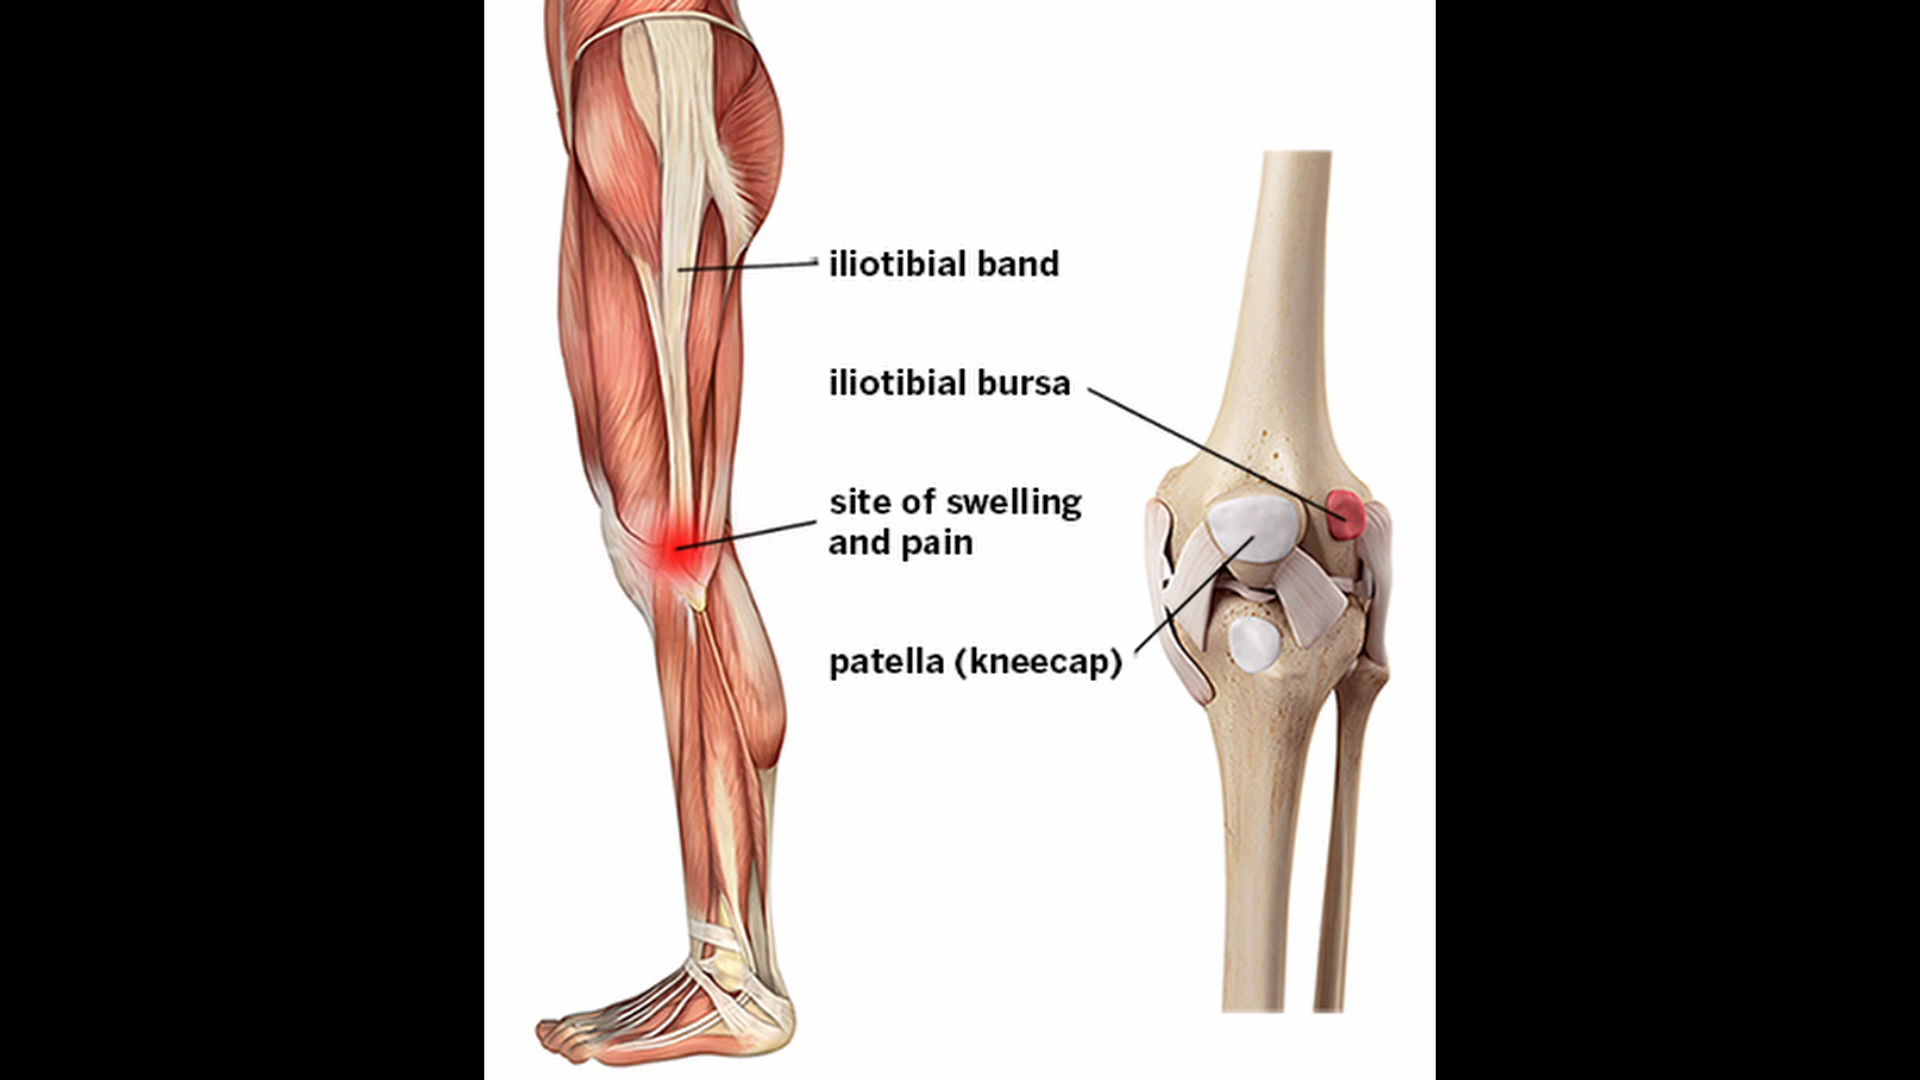 iliotibial band
iliotibial bursa
site of swelling
and pain
patella (kneecap)